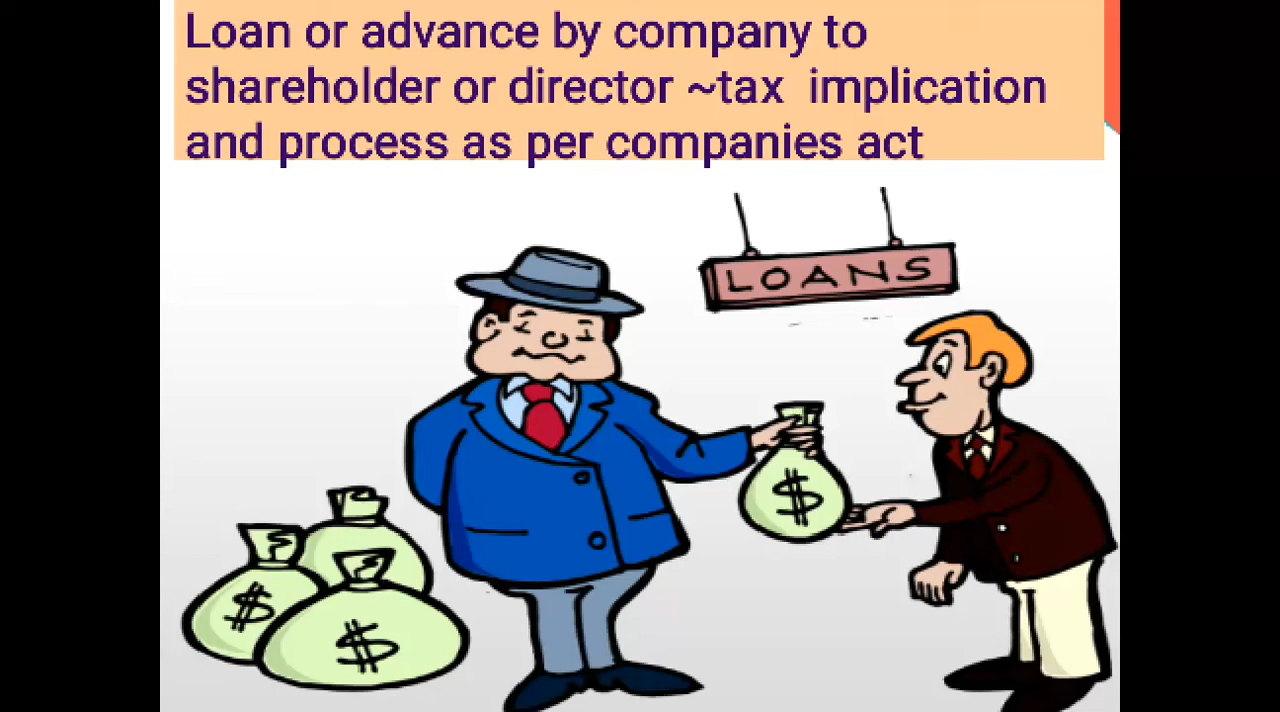 Loan or advance by company to
shareholder or director ~tax implication
and process as per companies act
LOANS
$
$
$